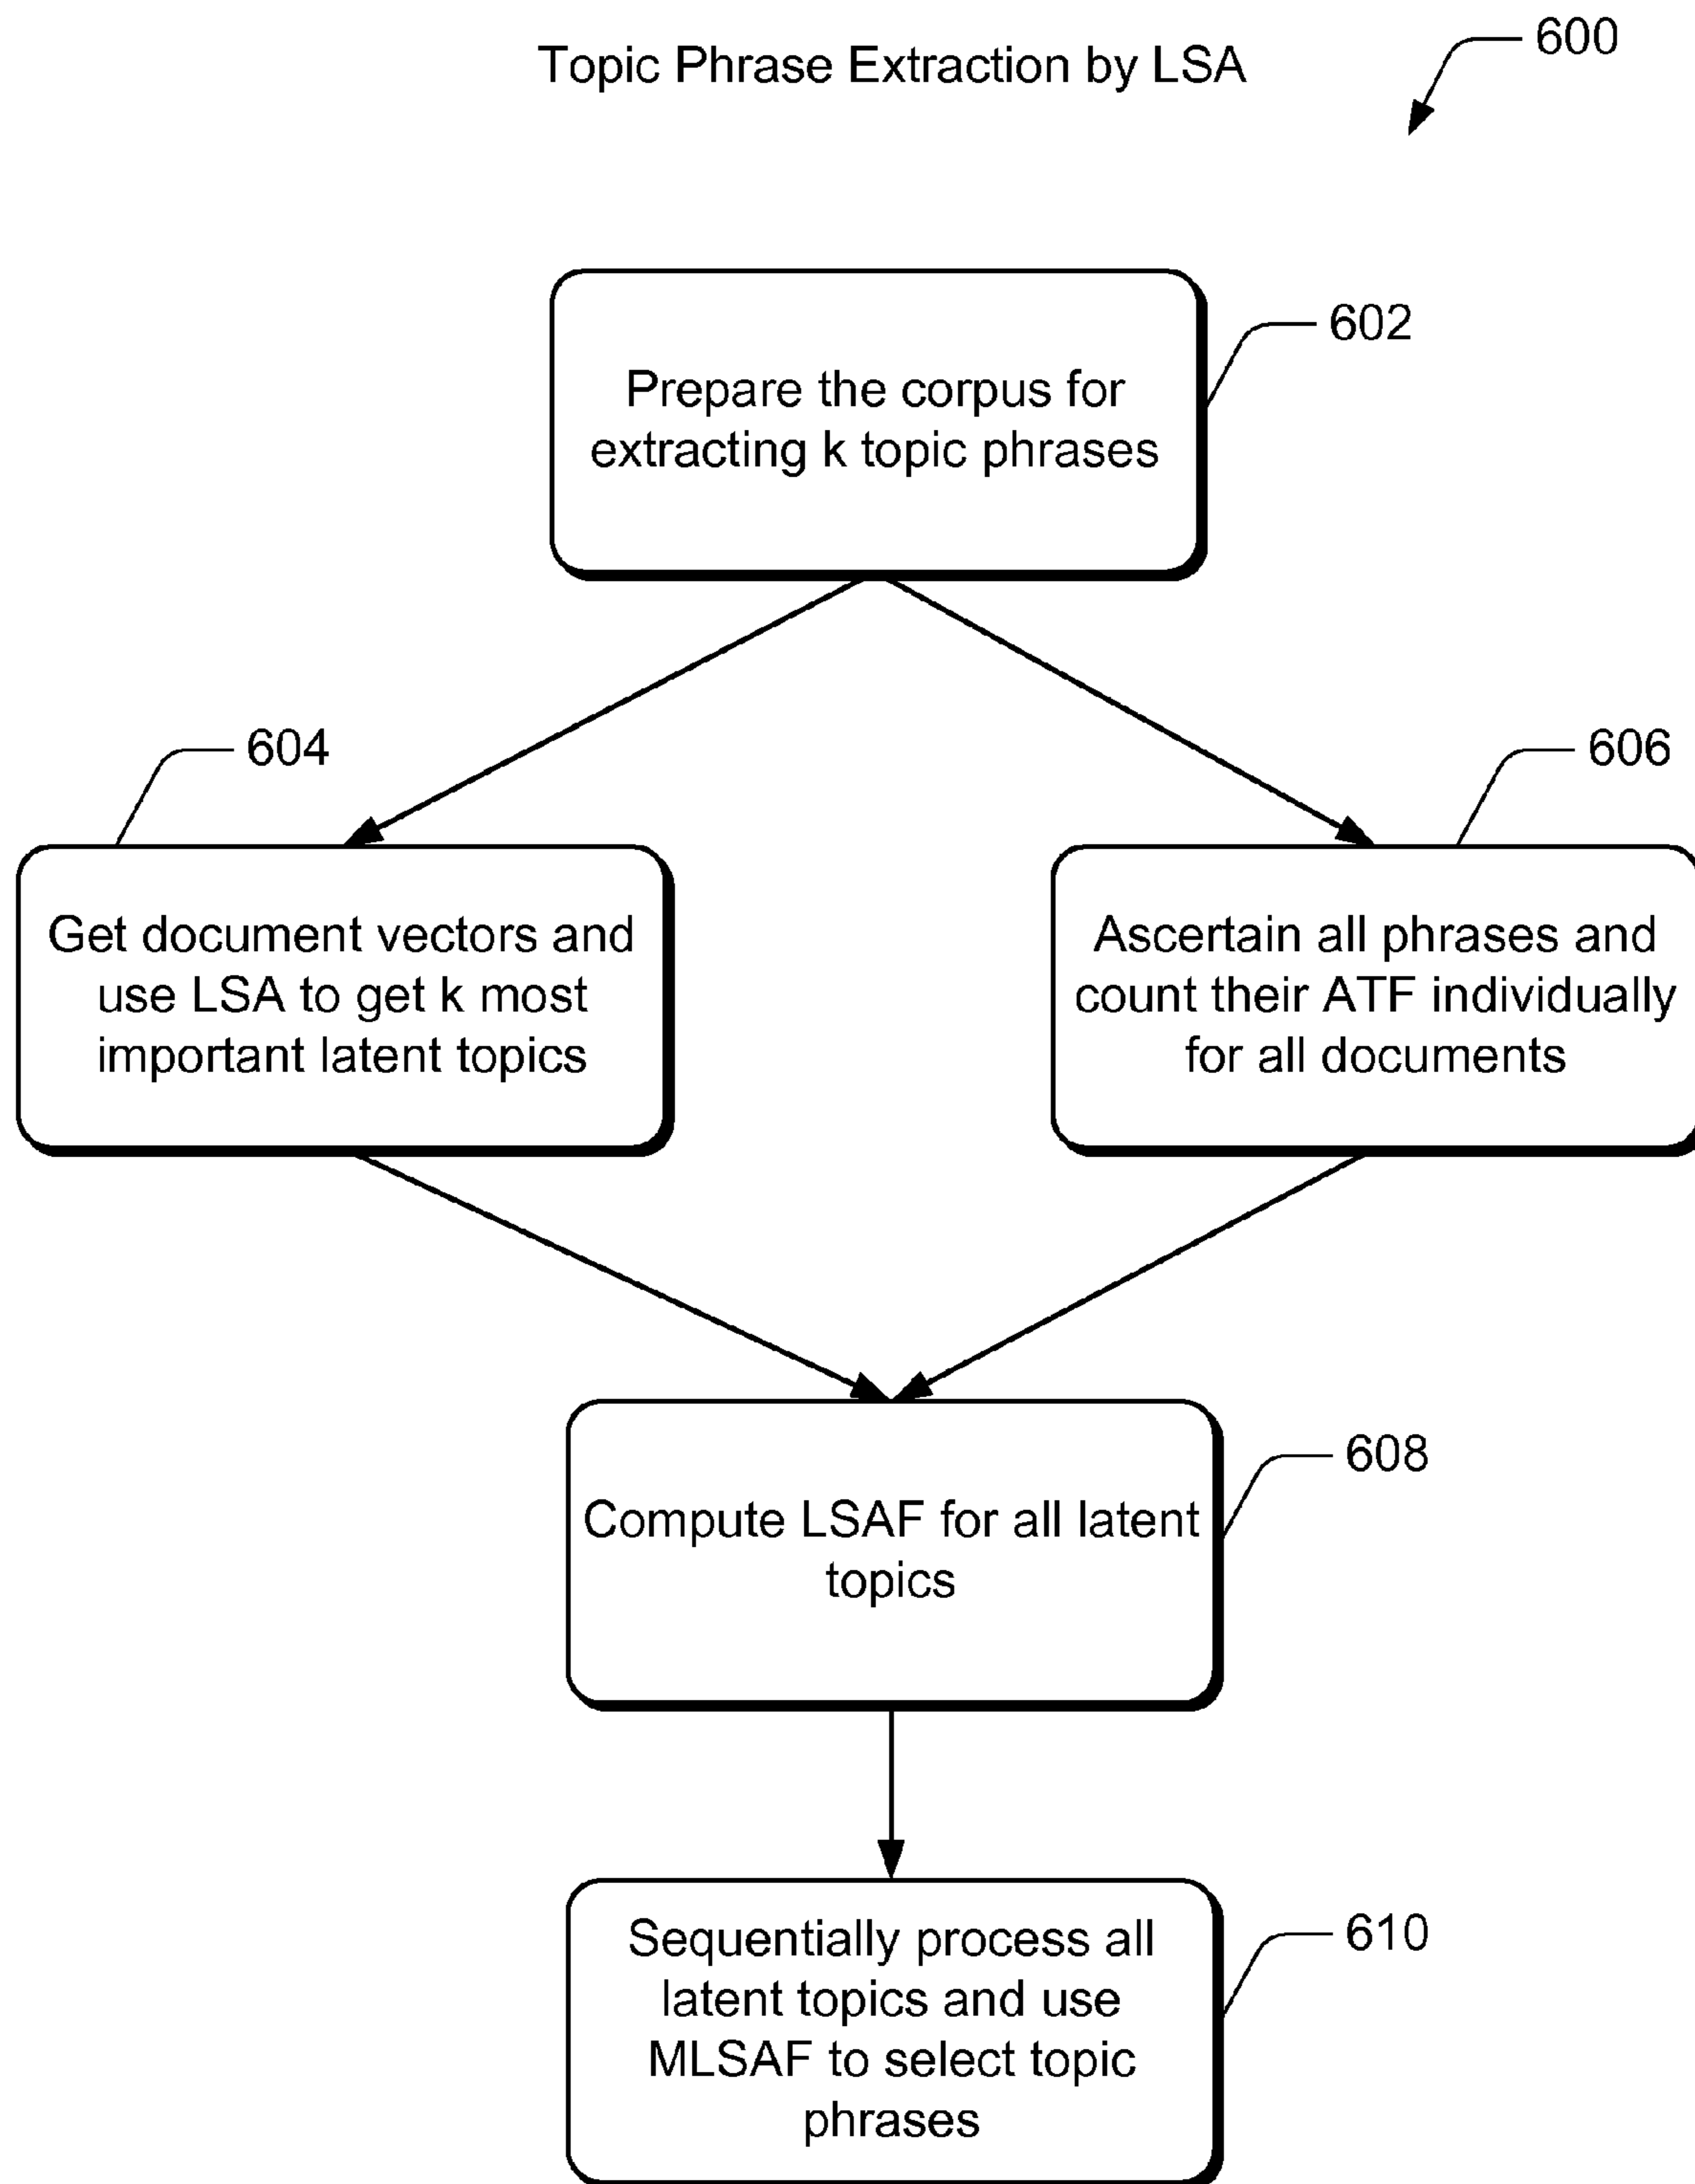 Topic Phrase Extraction by LSA
600
Prepare the corpus for
extracting k topic phrases
602
604
Get document vectors and
use LSA to get k most
important latent topics
606
Ascertain all phrases and
count their ATF individually
for all documents
Compute LSAF for all latent
topics
608
Sequentially process all
latent topics and use
MLSAF to select topic
phrases
610